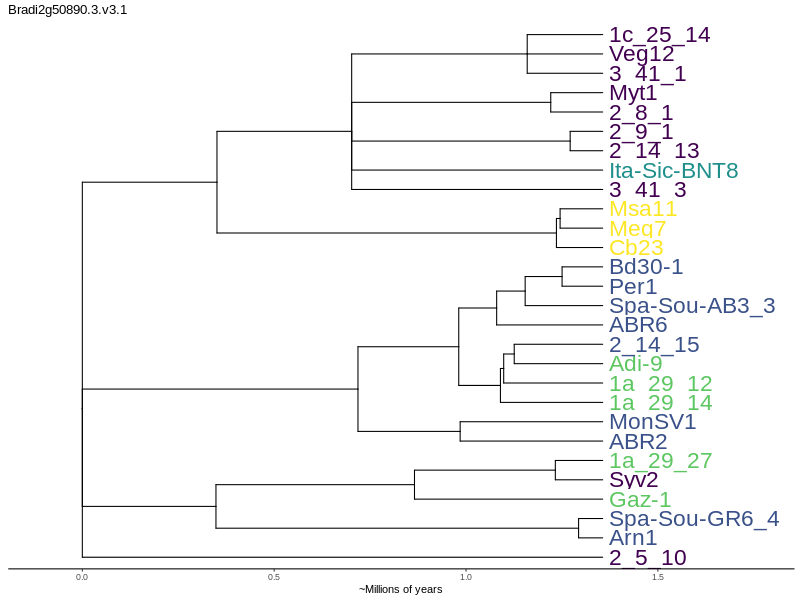 Bradi2g50890.3.v3.1
1c_25_14
Veg12
3_41_1
Myt1
2_8_1
2_9_1
2_14_13
Ita-Sic-BNT8
3_41_3
Msa11
Meg7
Cb23
Bd30-1
Per1
Spa-Sou-AB3_3
ABR6
2_14_15
Adi-9
1a_29_12
1a_29_14
MonSV1
ABR2
1a_29_27
Syv2
Gaz-1
Spa-Sou-GR6_4
Arn1
2_5_10
0.0 0.5 1.0 1.5
~Millions of years